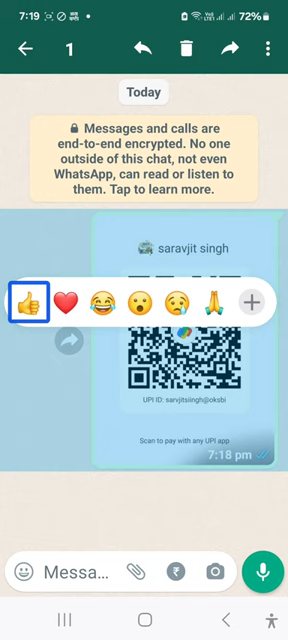 7:19 72%
1
Today
Messages and calls are
end-to-end encrypted. No one
outside of this chat, not even
WhatsApp, can read or listen to
them. Tap to learn more.
saravjit singh
UPI ID: sarvjitsiingh@oksbi
Scan to pay with any UPI app
7:18 pm
Messa...